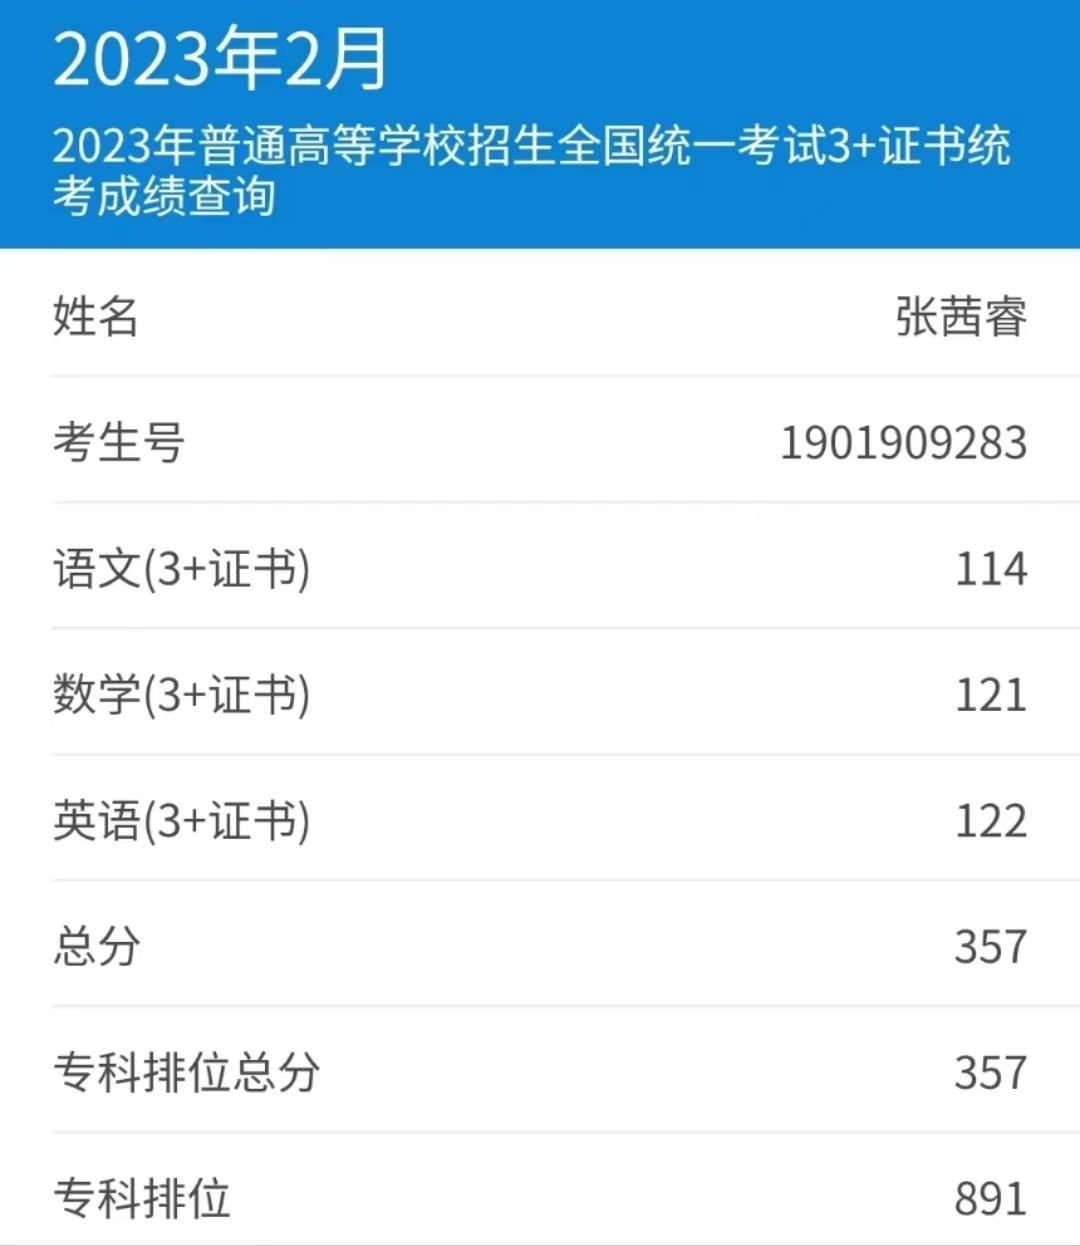 2023年2月
2023年普通高等学校招生全国统一考试3+证书统
考成绩查询
姓名 张茜睿
考生号 1901909283
语文(3+证书) 114
数学(3+证书) 121
英语(3+证书) 122
总分 357
专科排位总分 357
专科排位 891